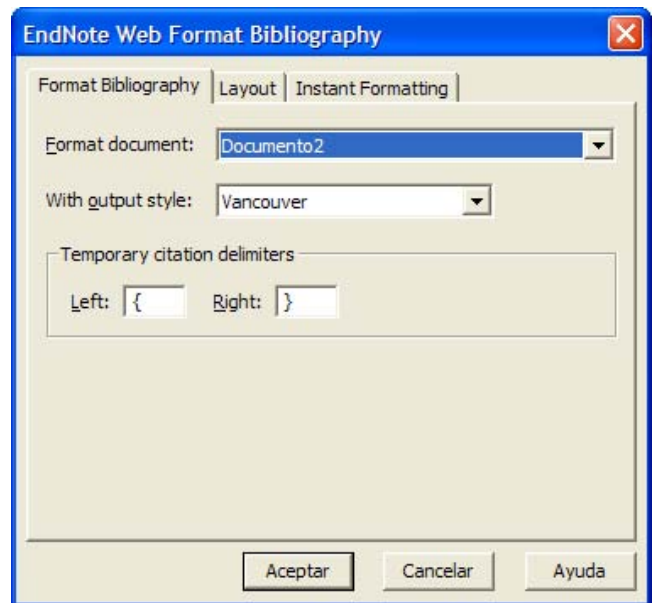 EndNote Web Format Bibliography
Format Bibliography Layout Instant Formatting
Format document: Documento2
With output style: Vancouver
Temporary citation delimiters
Left: { Right: }
Aceptar Cancelar Ayuda